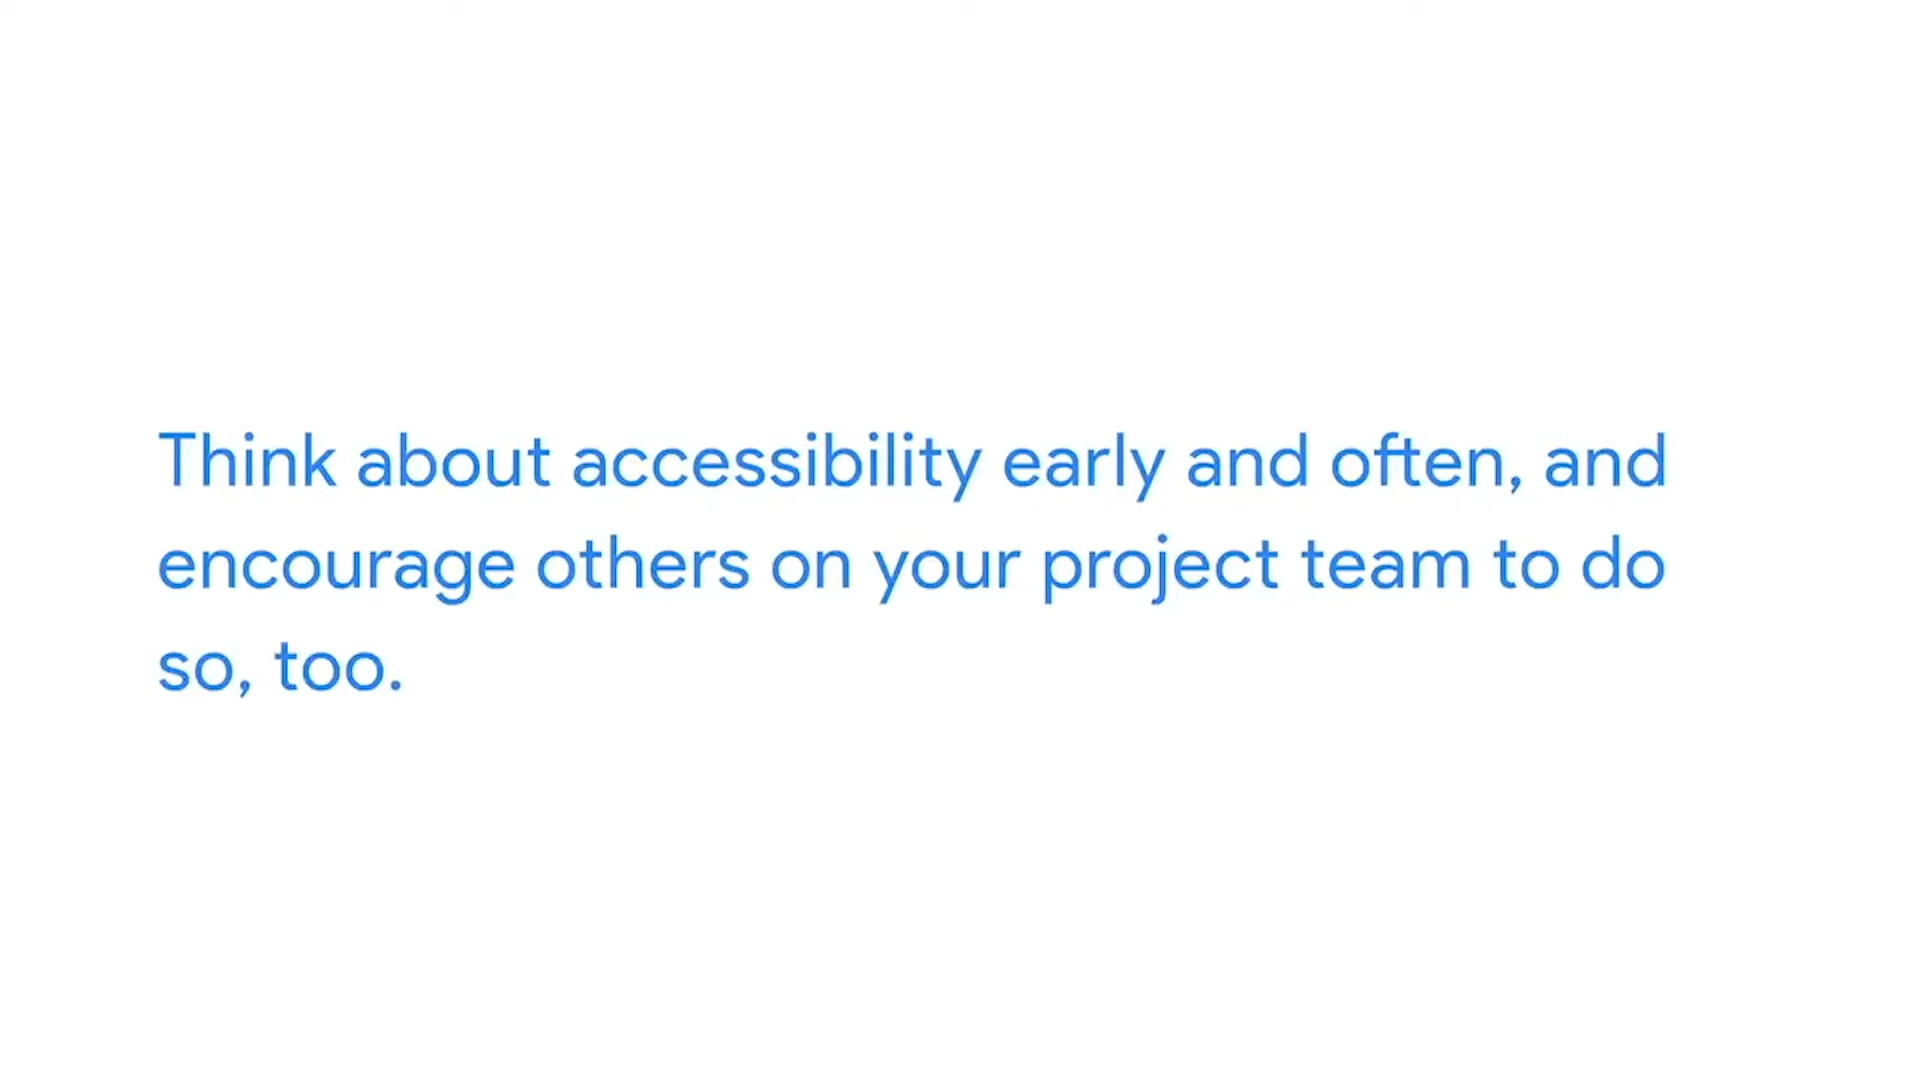 Think about accessibility early and often, and
encourage others on your project team to do
so, too.